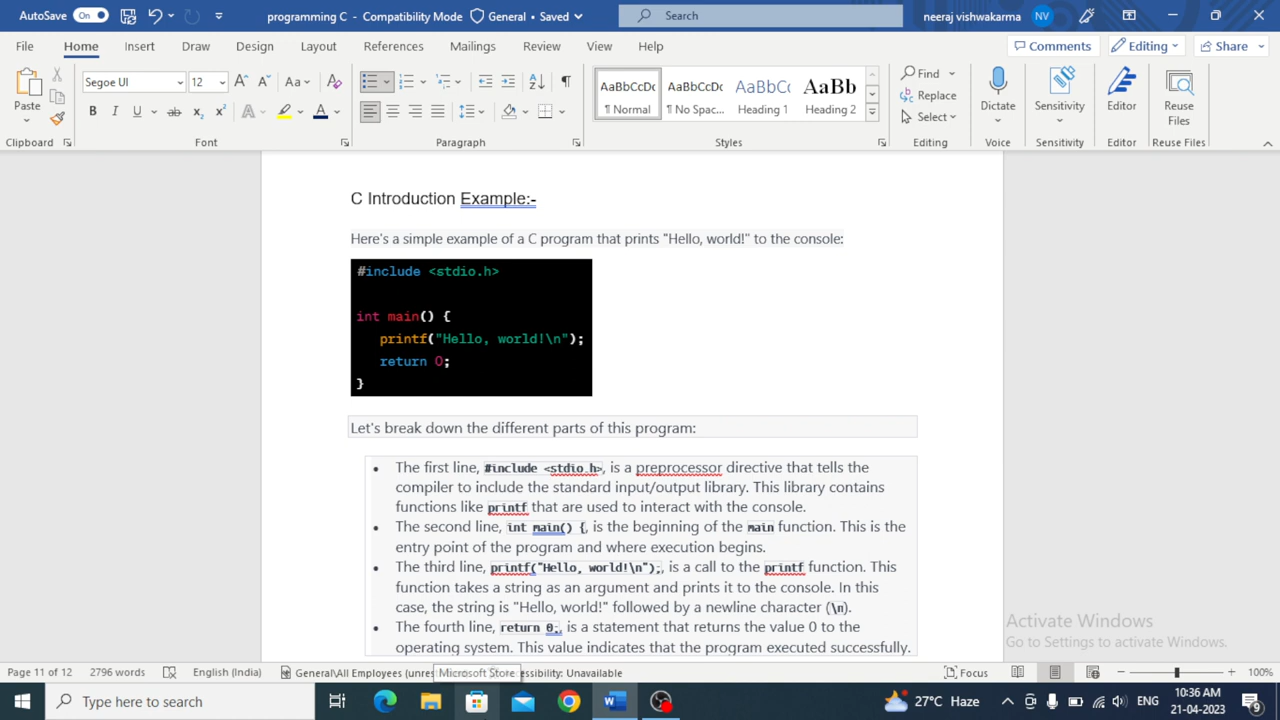 AutoSave On programming C - Compatibility Mode General Saved Search neeraj vishwakarma NV
File Home Insert Draw Design Layout References Mailings Review View Help Comments Editing Share
Paste Segoe UI 12 Aa AaBbCcDc AaBbCcDc AaBbCc AaBb Find Replace Select Dictate Sensitivity Editor Reuse Files
B I U ab x₂ x² A A ¶ Normal ¶ No Spac... Heading 1 Heading 2
Clipboard Font Paragraph Styles Editing Voice Sensitivity Editor Reuse Files
C Introduction Example:-
Here's a simple example of a C program that prints "Hello, world!" to the console:
#include <stdio.h>
int main() {
printf("Hello, world!\n");
return 0;
}
Let's break down the different parts of this program:
• The first line, #include <stdio.h>, is a preprocessor directive that tells the
compiler to include the standard input/output library. This library contains
functions like printf that are used to interact with the console.
• The second line, int main() {, is the beginning of the main function. This is the
entry point of the program and where execution begins.
• The third line, printf("Hello, world!\n");, is a call to the printf function. This
function takes a string as an argument and prints it to the console. In this
case, the string is "Hello, world!" followed by a newline character (\n).
• The fourth line, return 0;, is a statement that returns the value 0 to the
operating system. This value indicates that the program executed successfully.
Activate Windows
Go to Settings to activate Windows.
Page 11 of 12 2796 words English (India) General\All Employees (unres Microsoft Store ssibility: Unavailable Focus 100%
Type here to search 27°C Haze ENG 10:36 AM
21-04-2023 9